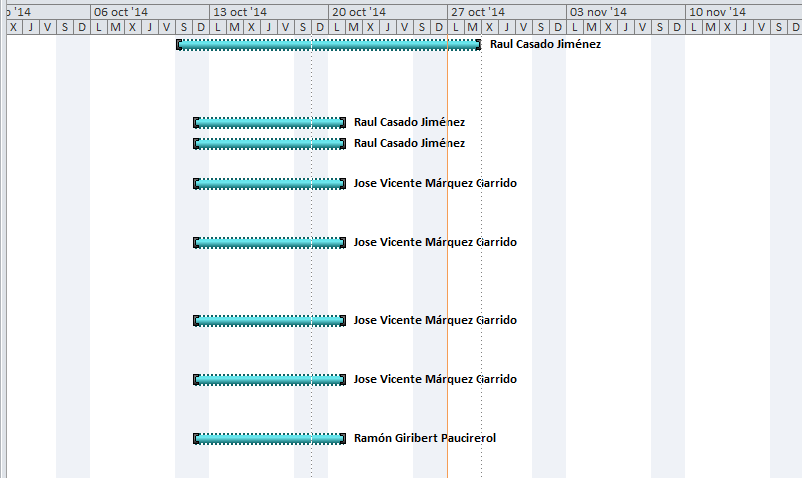 '14 06 oct '14 13 oct '14 20 oct '14 27 oct '14 03 nov '14 10 nov '14
X J V S D L M X J V S D L M X J V S D L M X J V S D L M X J V S D L M X J V S D L M X J V S D
Raul Casado Jiménez
Raul Casado Jiménez
Raul Casado Jiménez
Jose Vicente Márquez Garrido
Jose Vicente Márquez Garrido
Jose Vicente Márquez Garrido
Jose Vicente Márquez Garrido
Ramón Giribert Paucirerol